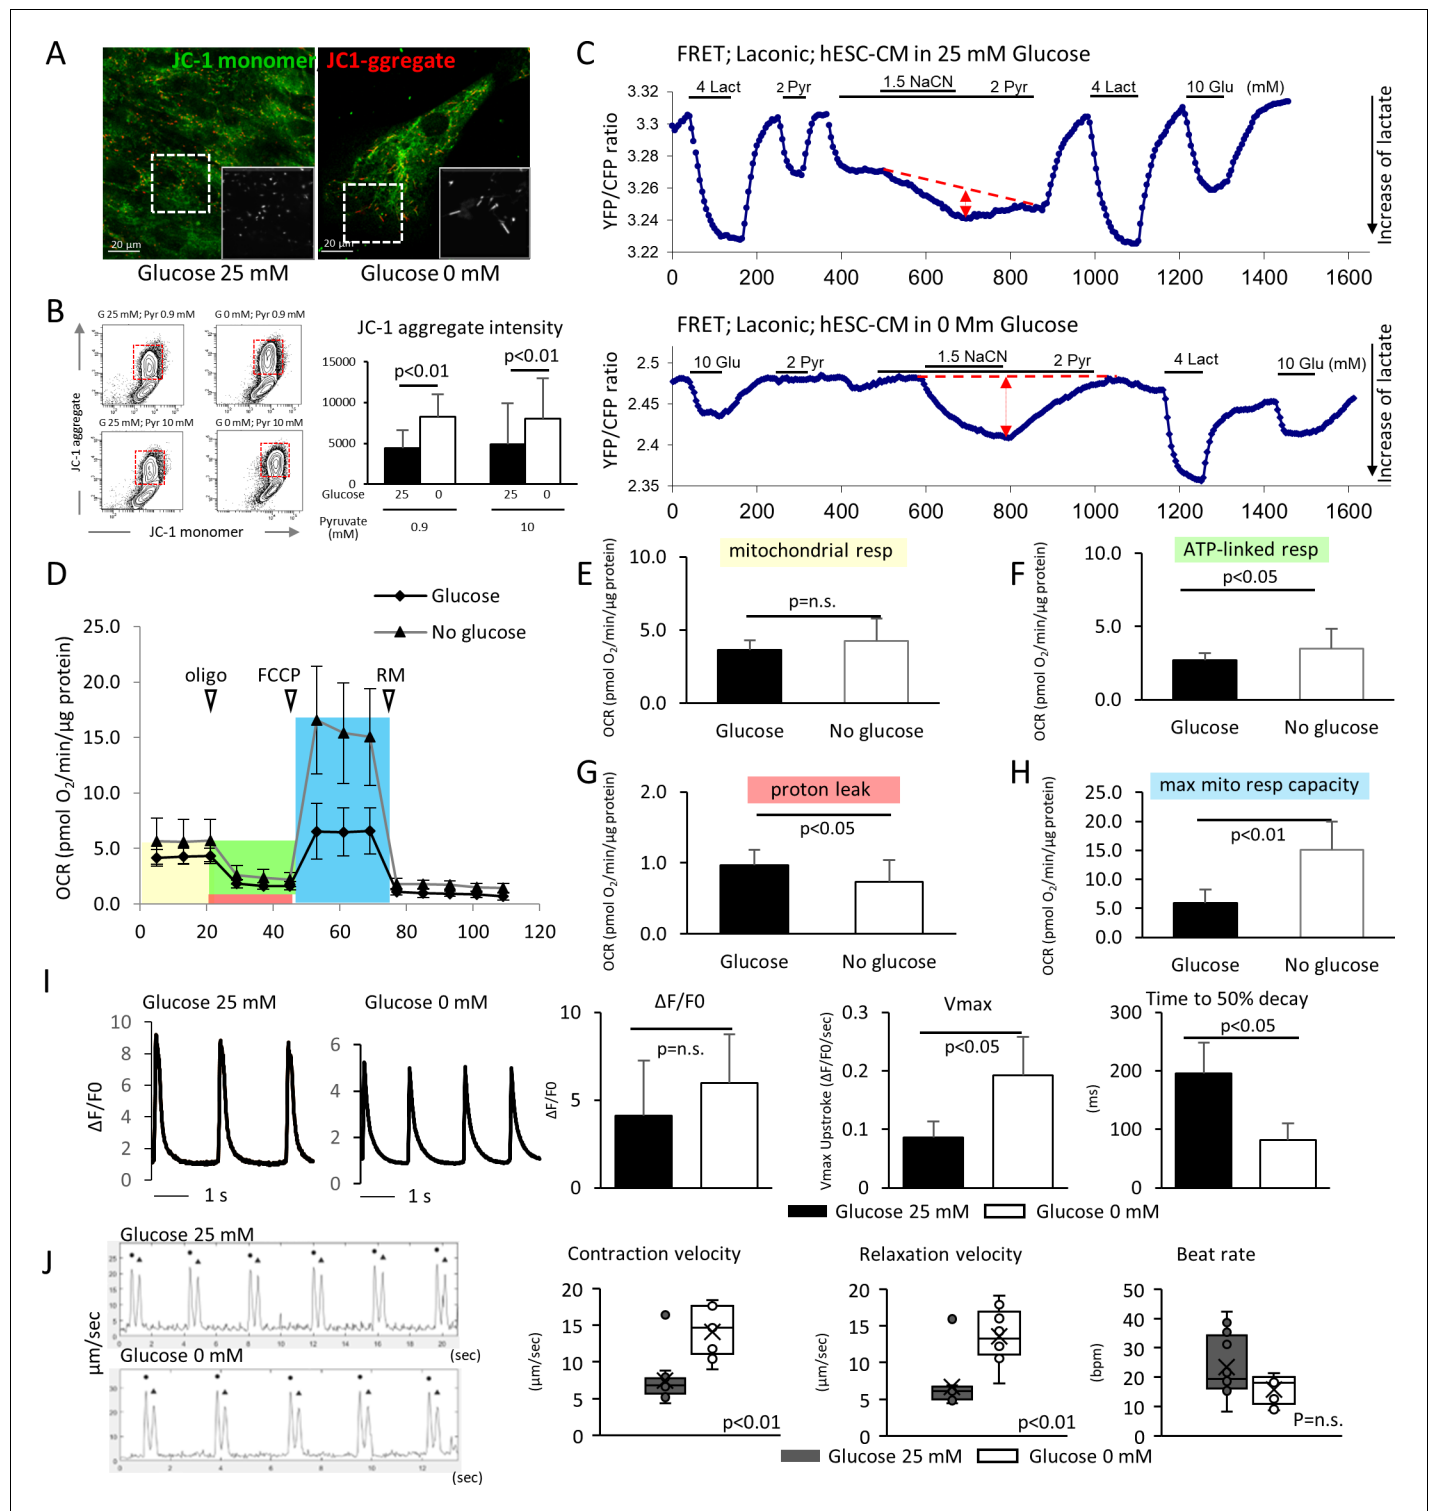 A
JC-1 monomer
JC1-ggregate
20 µm
20 µm
Glucose 25 mM
Glucose 0 mM
B
G 25 mM; Pyr 0.9 mM
G 0 mM; Pyr 0.9 mM
G 25 mM; Pyr 10 mM
G 0 mM; Pyr 10 mM
JC-1 aggregate
JC-1 monomer
JC-1 aggregate intensity
15000
10000
5000
0
p<0.01
p<0.01
Glucose
25
0
25
0
Pyruvate
(mM)
0.9
10
C
FRET; Laconic; hESC-CM in 25 mM Glucose
YFP/CFP ratio
3.32
3.3
3.28
3.26
3.24
3.22
4 Lact
2 Pyr
1.5 NaCN
2 Pyr
4 Lact
10 Glu (mM)
Increase of lactate
0 200 400 600 800 1000 1200 1400 1600
FRET; Laconic; hESC-CM in 0 Mm Glucose
YFP/CFP ratio
2.5
2.45
2.4
2.35
10 Glu
2 Pyr
1.5 NaCN
2 Pyr
4 Lact
10 Glu (mM)
Increase of lactate
0 200 400 600 800 1000 1200 1400 1600
D
Glucose
No glucose
OCR (pmol O2/min/µg protein)
25.0
20.0
15.0
10.0
5.0
0.0
oligo
FCCP
RM
0 20 40 60 80 100 120
E
mitochondrial resp
OCR (pmol O2/min/µg protein)
10.0
5.0
0.0
p=n.s.
Glucose
No glucose
F
ATP-linked resp
OCR (pmol O2/min/µg protein)
10.0
5.0
0.0
p<0.05
Glucose
No glucose
G
proton leak
OCR (pmol O2/min/µg protein)
2.0
1.0
0.0
p<0.05
Glucose
No glucose
H
max mito resp capacity
OCR (pmol O2/min/µg protein)
25.0
20.0
15.0
10.0
5.0
0.0
p<0.01
Glucose
No glucose
I
Glucose 25 mM
ΔF/F0
10
8
6
4
2
0
1 s
Glucose 0 mM
6
4
2
0
1 s
ΔF/F0
ΔF/F0
10
5
0
p=n.s.
Vmax
Vmax Upstroke (ΔF/F0/sec)
0.3
0.2
0.1
0
p<0.05
Time to 50% decay
(ms)
300
200
100
0
p<0.05
Glucose 25 mM
Glucose 0 mM
J
Glucose 25 mM
µm/sec
(sec)
Glucose 0 mM
(sec)
Contraction velocity
(µm/sec)
20
15
10
5
0
p<0.01
Relaxation velocity
(µm/sec)
20
15
10
5
0
p<0.01
Beat rate
(bpm)
50
40
30
20
10
0
P=n.s.
Glucose 25 mM
Glucose 0 mM